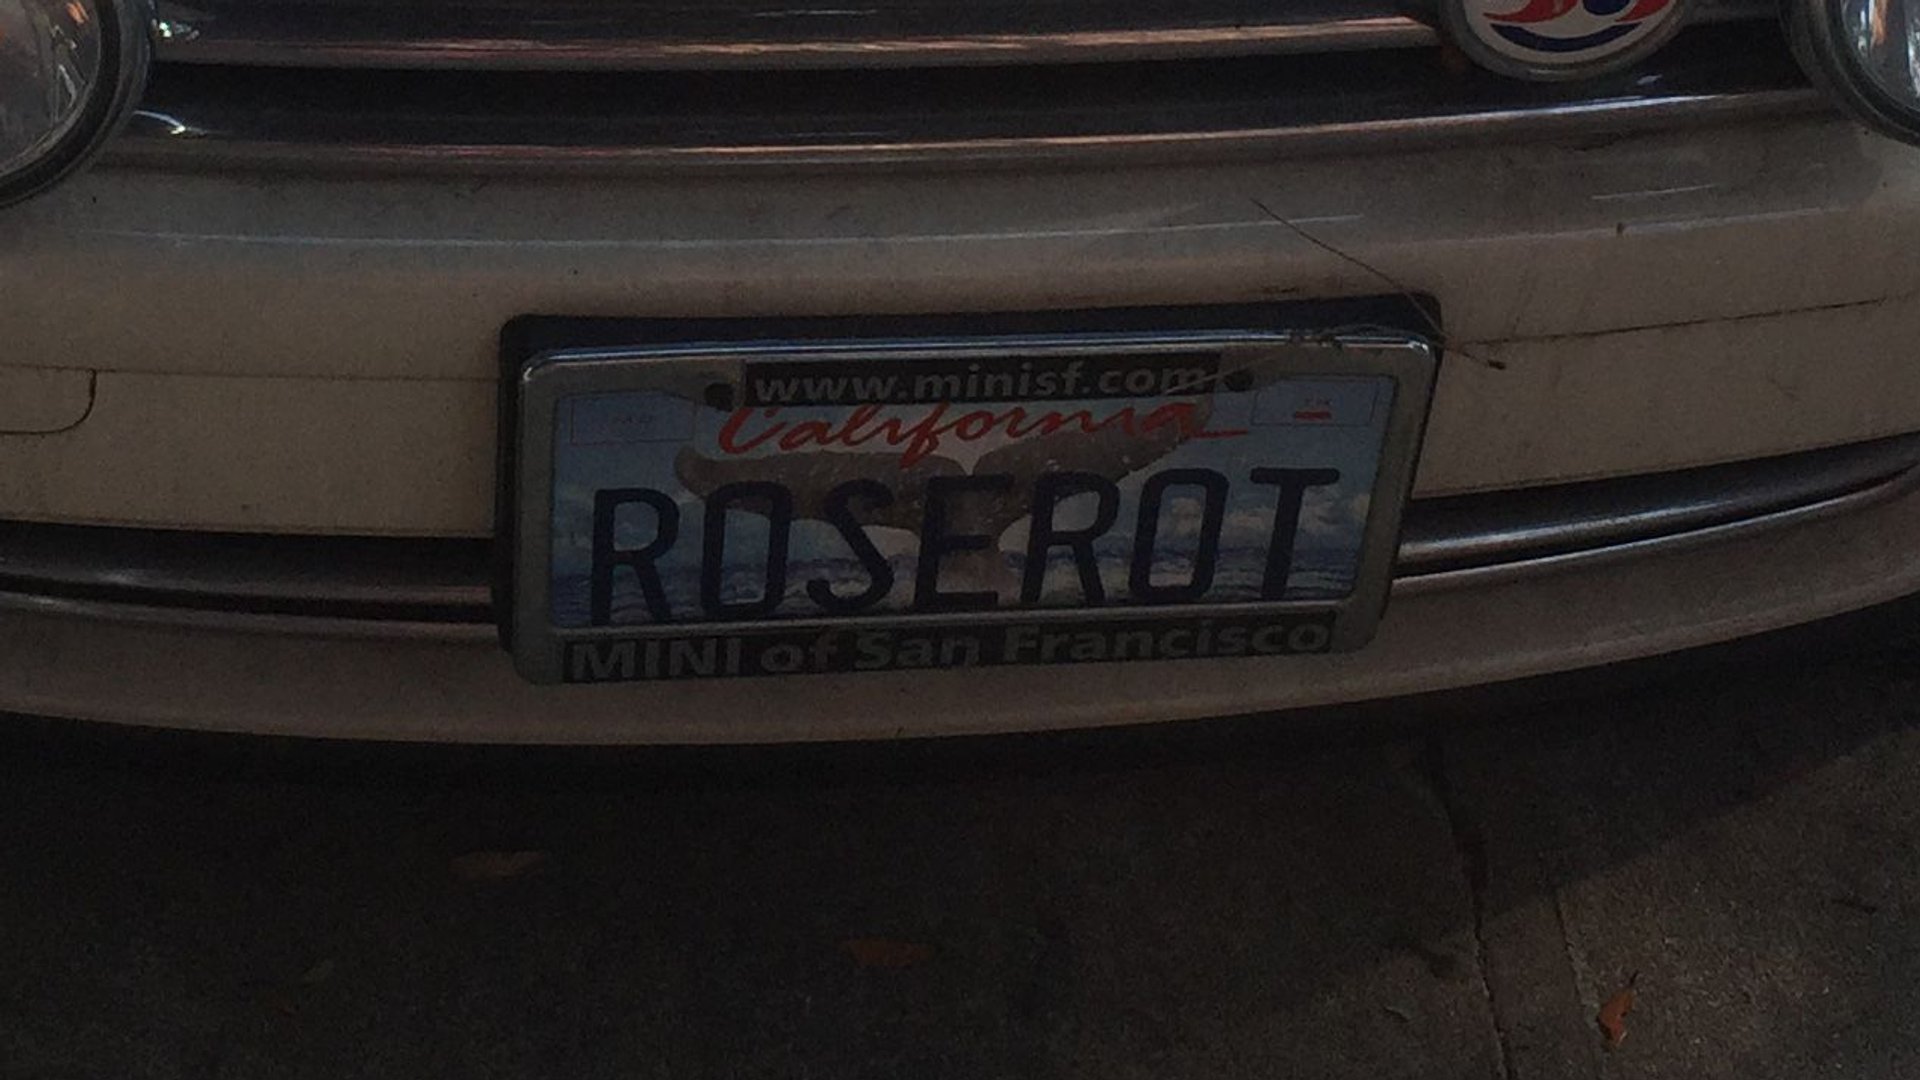 www.minisf.com
California
ROSEROT
MINI of San Francisco